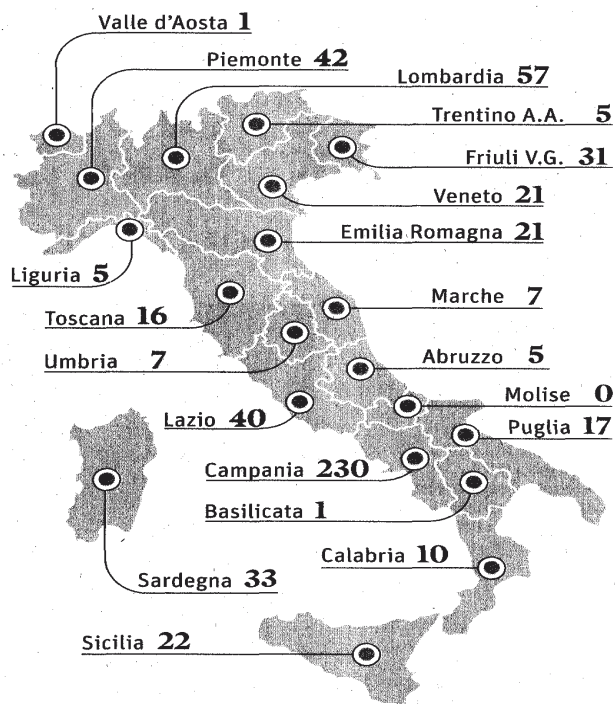 Valle d'Aosta 1
Piemonte 42
Lombardia 57
Trentino A.A. 5
Friuli V.G. 31
Veneto 21
Emilia Romagna 21
Liguria 5
Marche 7
Toscana 16
Umbria 7
Abruzzo 5
Molise 0
Lazio 40
Puglia 17
Campania 230
Basilicata 1
Calabria 10
Sardegna 33
Sicilia 22